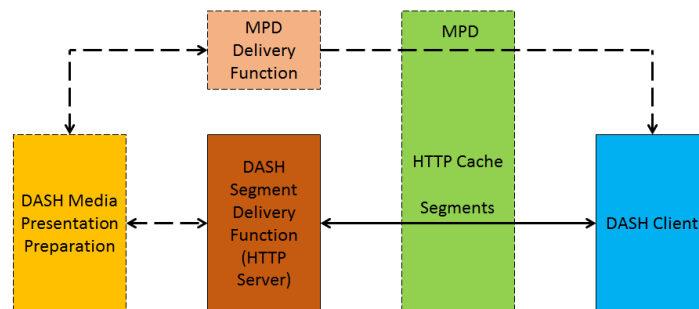 MPD
Delivery
Function
MPD
DASH Media
Presentation
Preparation
DASH
Segment
Delivery
Function
(HTTP
Server)
HTTP Cache
Segments
DASH Client